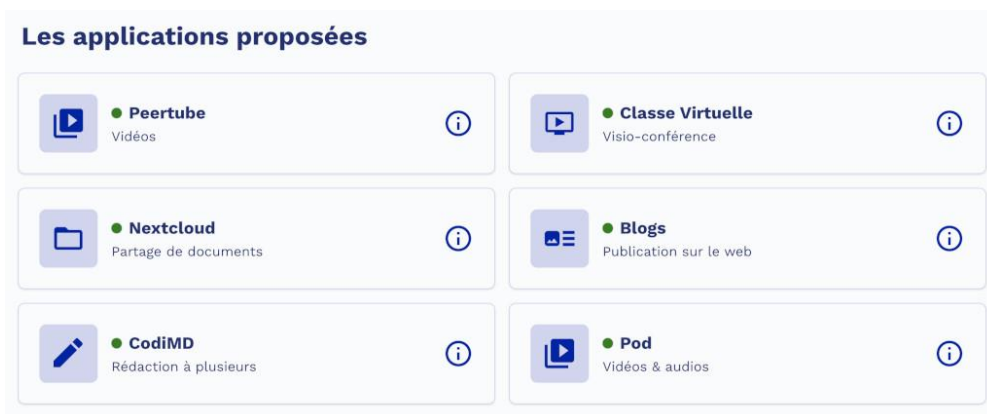 Les applications proposées
Peertube
Vidéos
Classe Virtuelle
Visio-conférence
Nextcloud
Partage de documents
Blogs
Publication sur le web
CodiMD
Rédaction à plusieurs
Pod
Vidéos & audios